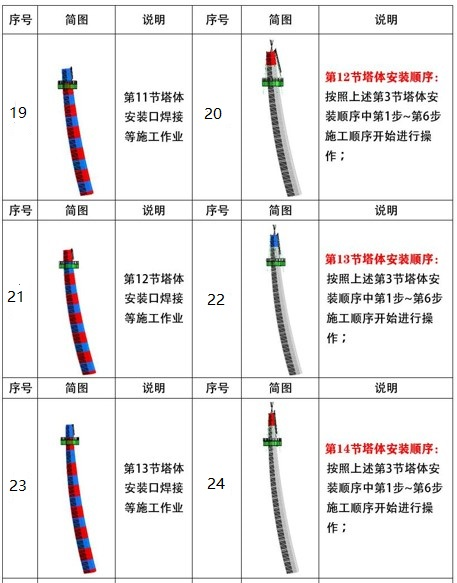 序号 简图 说明 序号 简图 说明
19
第11节塔体
安装口焊接
等施工作业
20
第12节塔体安装顺序：
按照上述第3节塔体安
装顺序中第1步~第6步
施工顺序开始进行操
作；
序号 简图 说明 序号 简图 说明
21
第12节塔体
安装口焊接
等施工作业
22
第13节塔体安装顺序：
按照上述第3节塔体安
装顺序中第1步~第6步
施工顺序开始进行操
作；
序号 简图 说明 序号 简图 说明
23
第13节塔体
安装口焊接
等施工作业
24
第14节塔体安装顺序：
按照上述第3节塔体安
装顺序中第1步~第6步
施工顺序开始进行操
作；